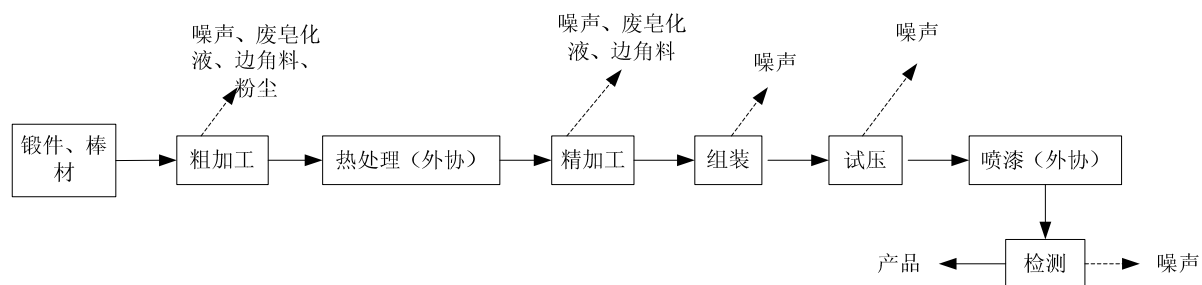 噪声、废皂化
液、边角料、
粉尘
噪声、废皂化
液、边角料
噪声
噪声
锻件、棒
材
粗加工
热处理（外协）
精加工
组装
试压
喷漆（外协）
产品
检测
噪声